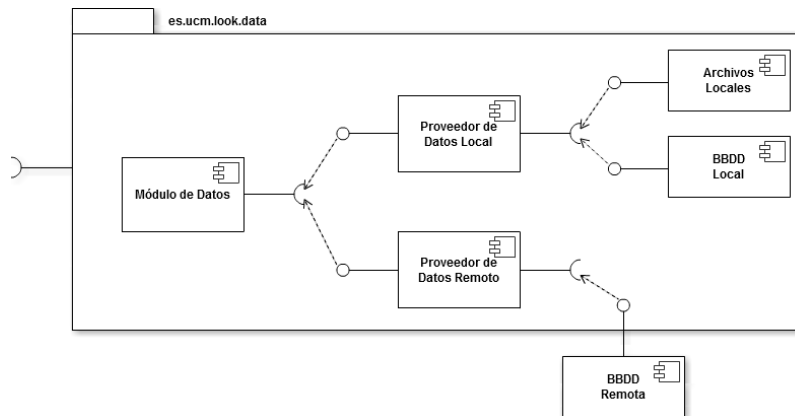 es.ucm.look.data
Archivos
Locales
Proveedor de
Datos Local
BBDD
Local
Módulo de Datos
Proveedor de
Datos Remoto
BBDD
Remota